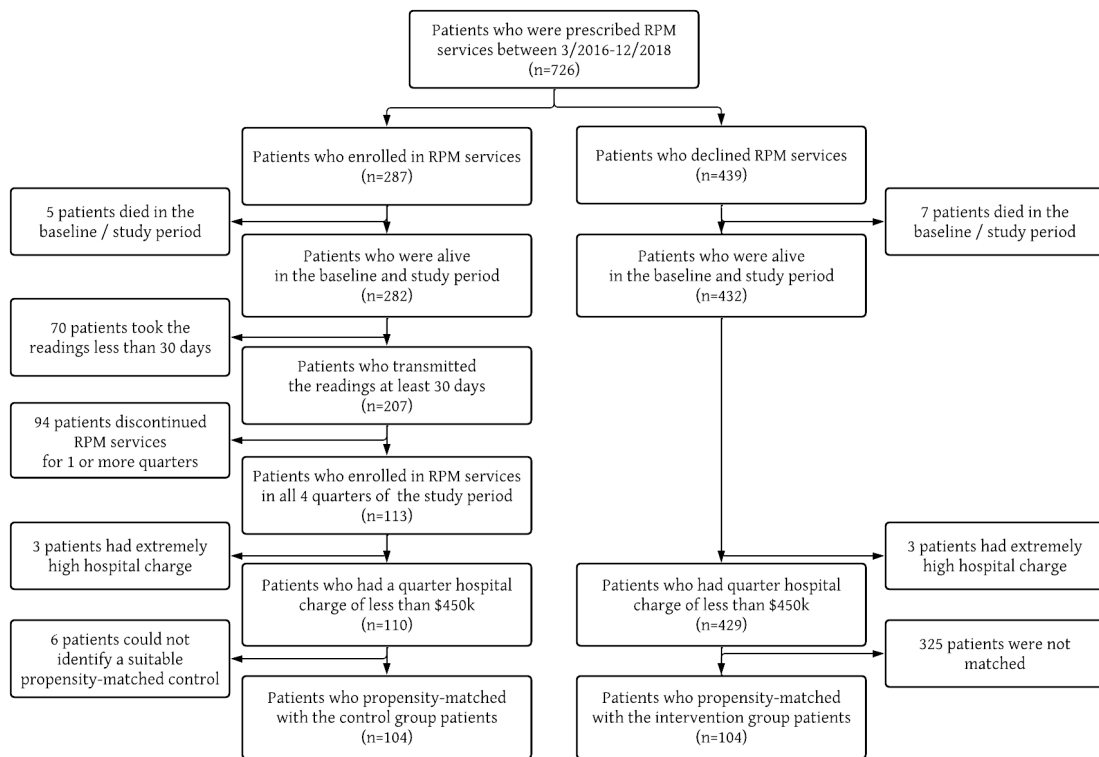 Patients who were prescribed RPM
services between 3/2016-12/2018
(n=726)
Patients who enrolled in RPM services
(n=287)
Patients who declined RPM services
(n=439)
5 patients died in the
baseline / study period
7 patients died in the
baseline / study period
Patients who were alive
in the baseline and study period
(n=282)
Patients who were alive
in the baseline and study period
(n=432)
70 patients took the
readings less than 30 days
Patients who transmitted
the readings at least 30 days
(n=207)
94 patients discontinued
RPM services
for 1 or more quarters
Patients who enrolled in RPM services
in all 4 quarters of the study period
(n=113)
3 patients had extremely
high hospital charge
3 patients had extremely
high hospital charge
Patients who had a quarter hospital
charge of less than $450k
(n=110)
Patients who had quarter hospital
charge of less than $450k
(n=429)
6 patients could not
identify a suitable
propensity-matched control
325 patients were not
matched
Patients who propensity-matched
with the control group patients
(n=104)
Patients who propensity-matched
with the intervention group patients
(n=104)